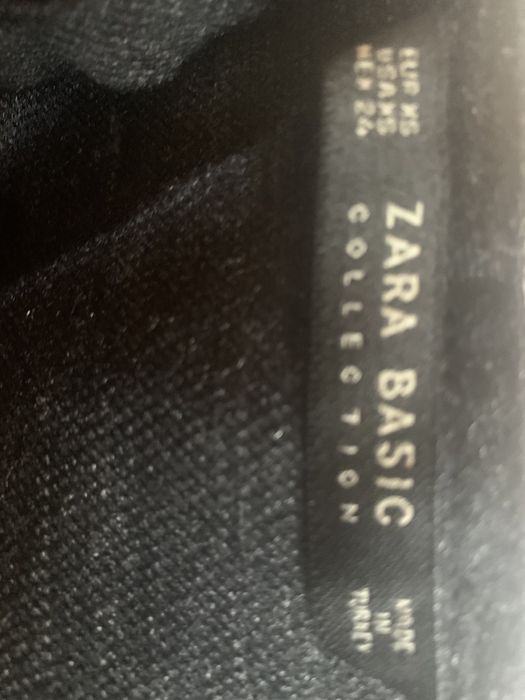 EUR XS
USA XS
MEX 24
ZARA BASIC
COLLECTION
MADE
IN
TURKEY